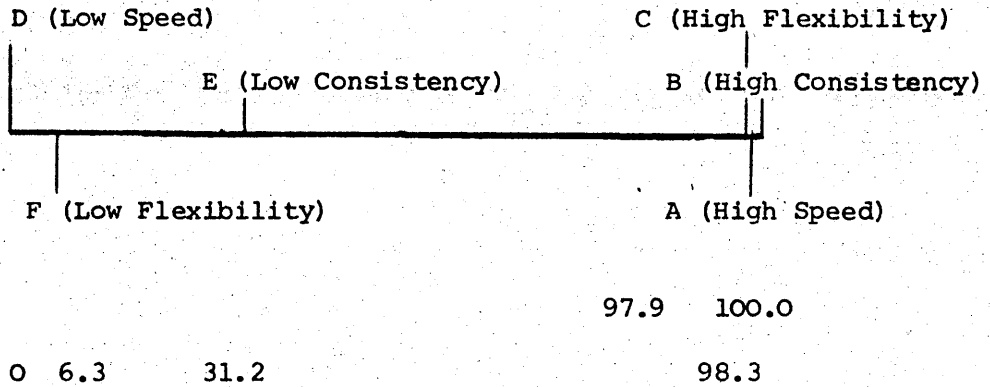 D (Low Speed) C (High Flexibility)
E (Low Consistency) B (High Consistency)
F (Low Flexibility) A (High Speed)
97.9 100.0
0 6.3 31.2 98.3